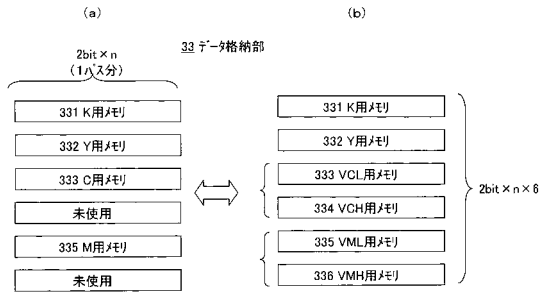 (a)
(b)
33 データ格納部
2bit×n
(1パス分)
331 K用メモリ
332 Y用メモリ
333 C用メモリ
未使用
335 M用メモリ
未使用
331 K用メモリ
332 Y用メモリ
333 VCL用メモリ
334 VCH用メモリ
335 VML用メモリ
336 VMH用メモリ
2bit×n×6